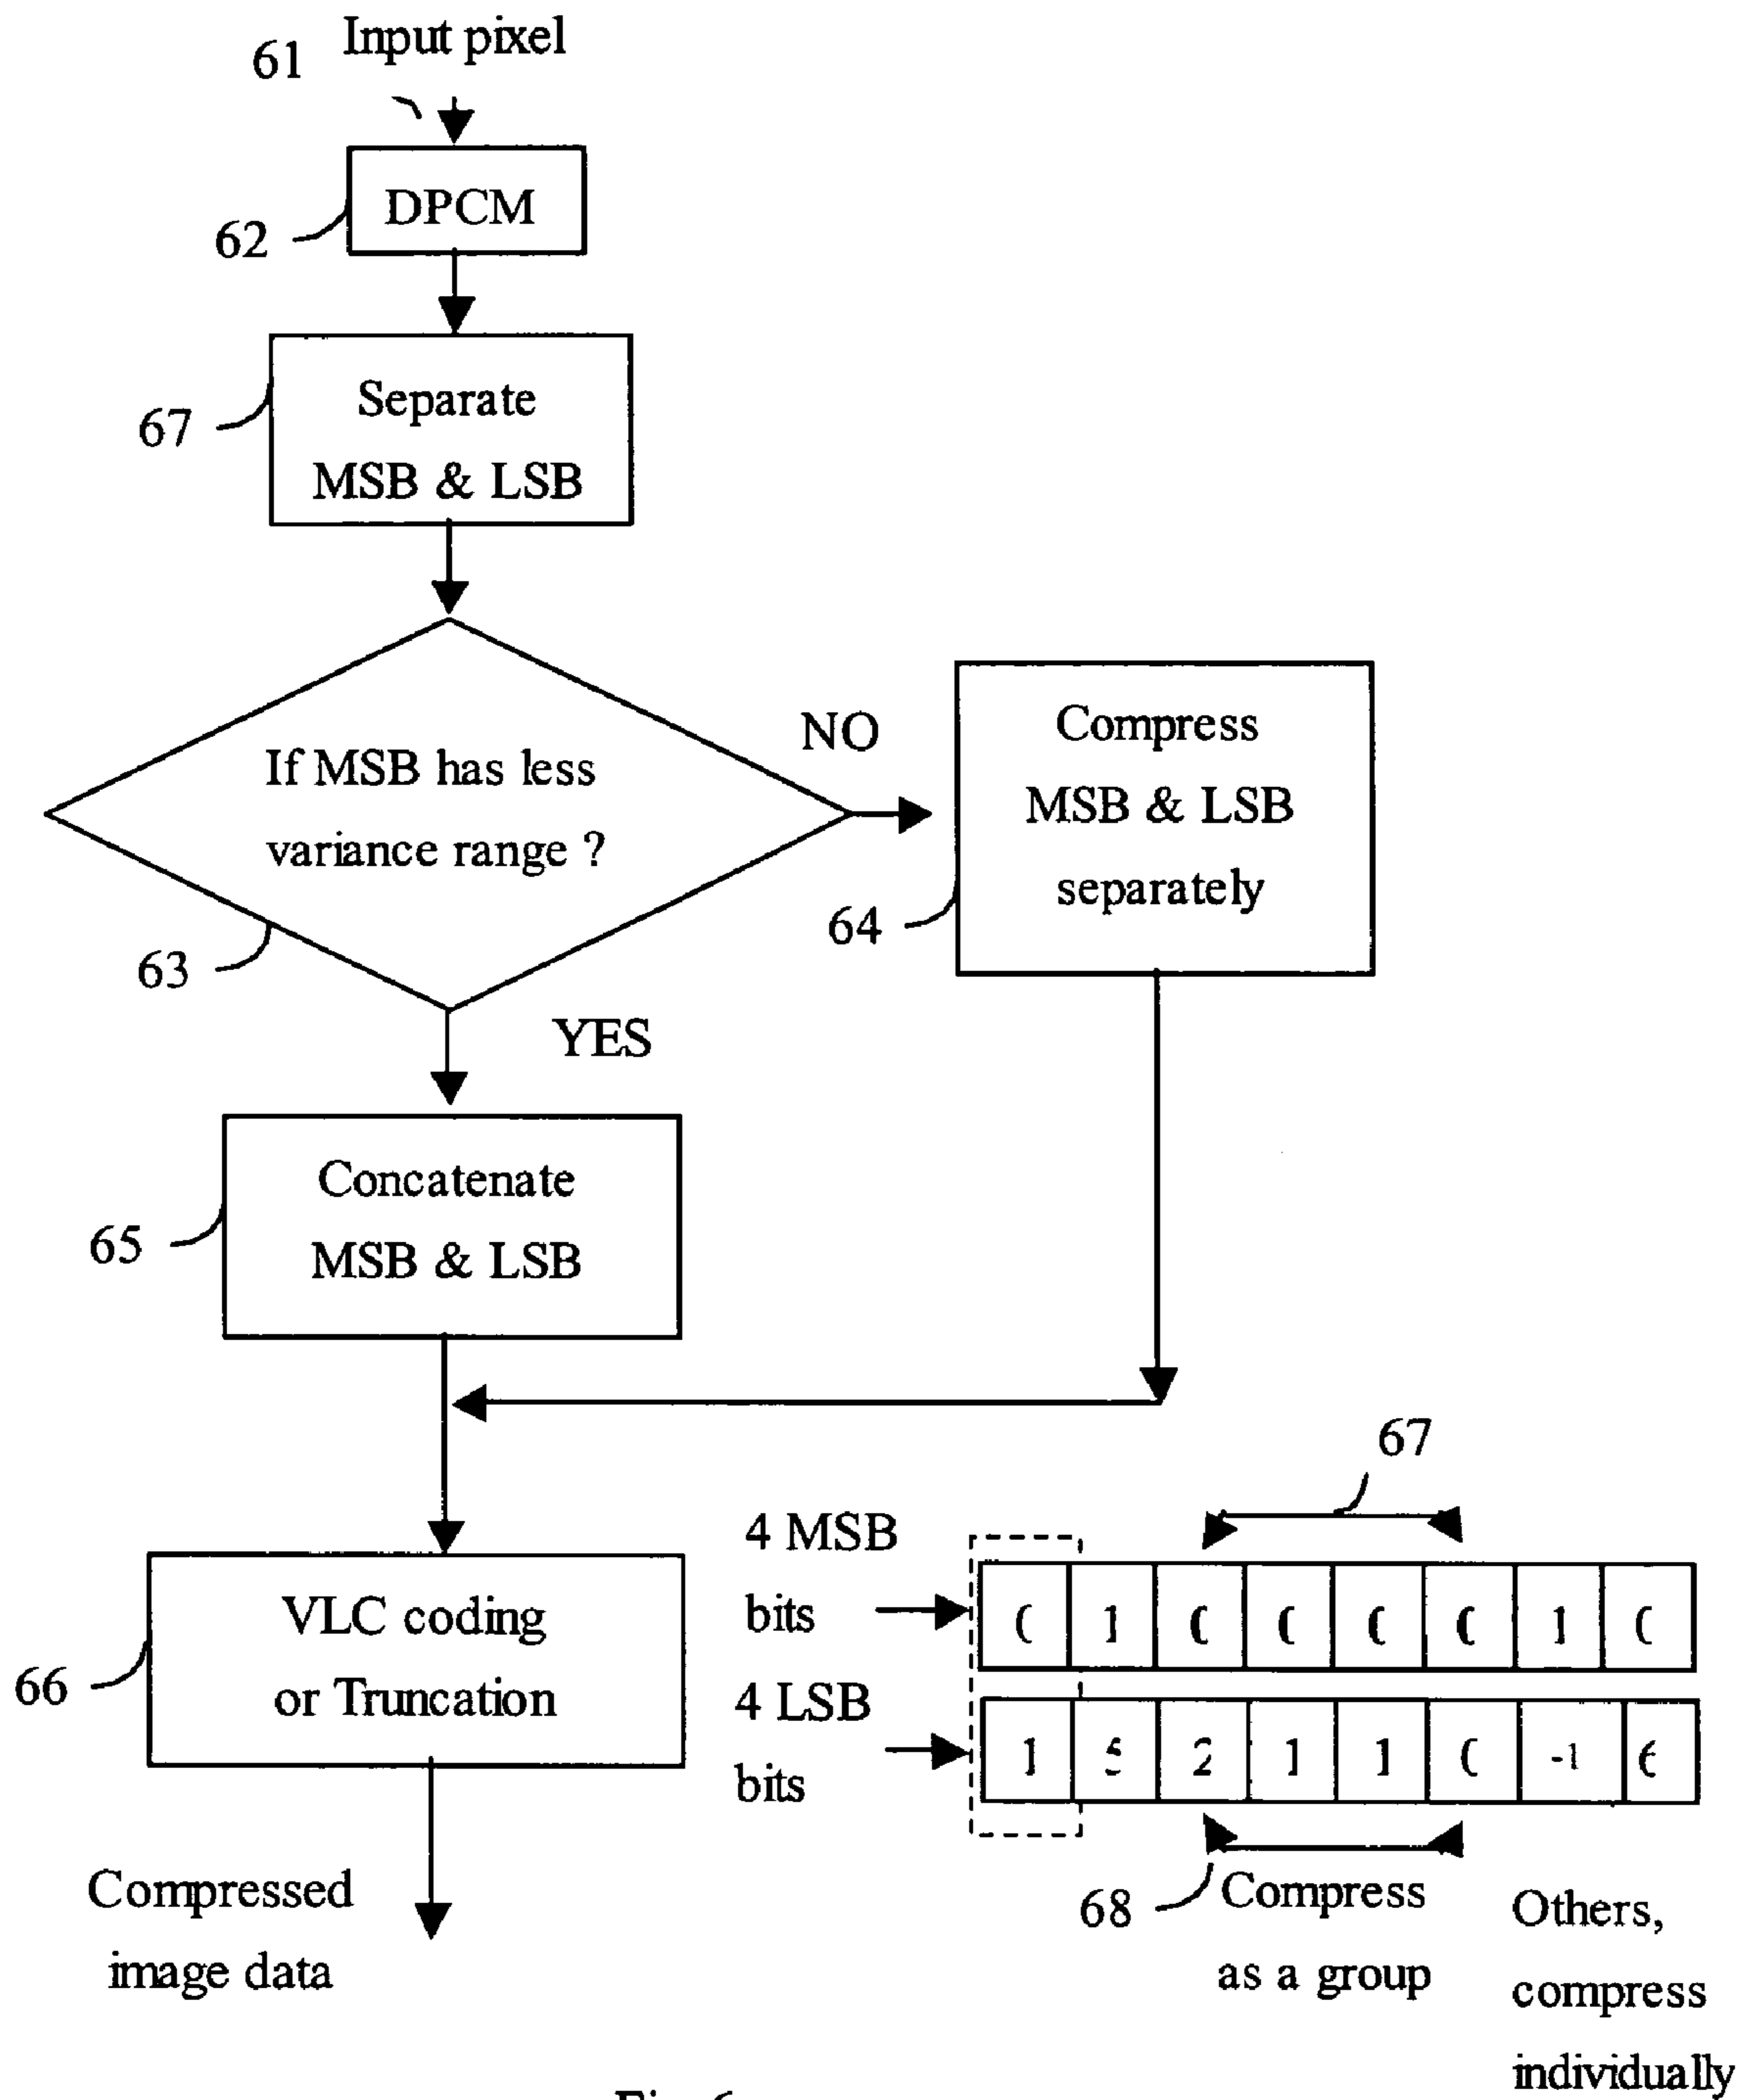 61
Input pixel
DPCM
62
Separate
67
MSB & LSB
If MSB has less
variance range ?
NO
63
Compress
MSB & LSB
separately
64
YES
Concatenate
MSB & LSB
65
67
VLC coding
or Truncation
66
4 MSB
bits
1 1
4 LSB
bits
1 2 1 1 -1
68
Compress
as a group
Others,
compress
individually
Compressed
image data